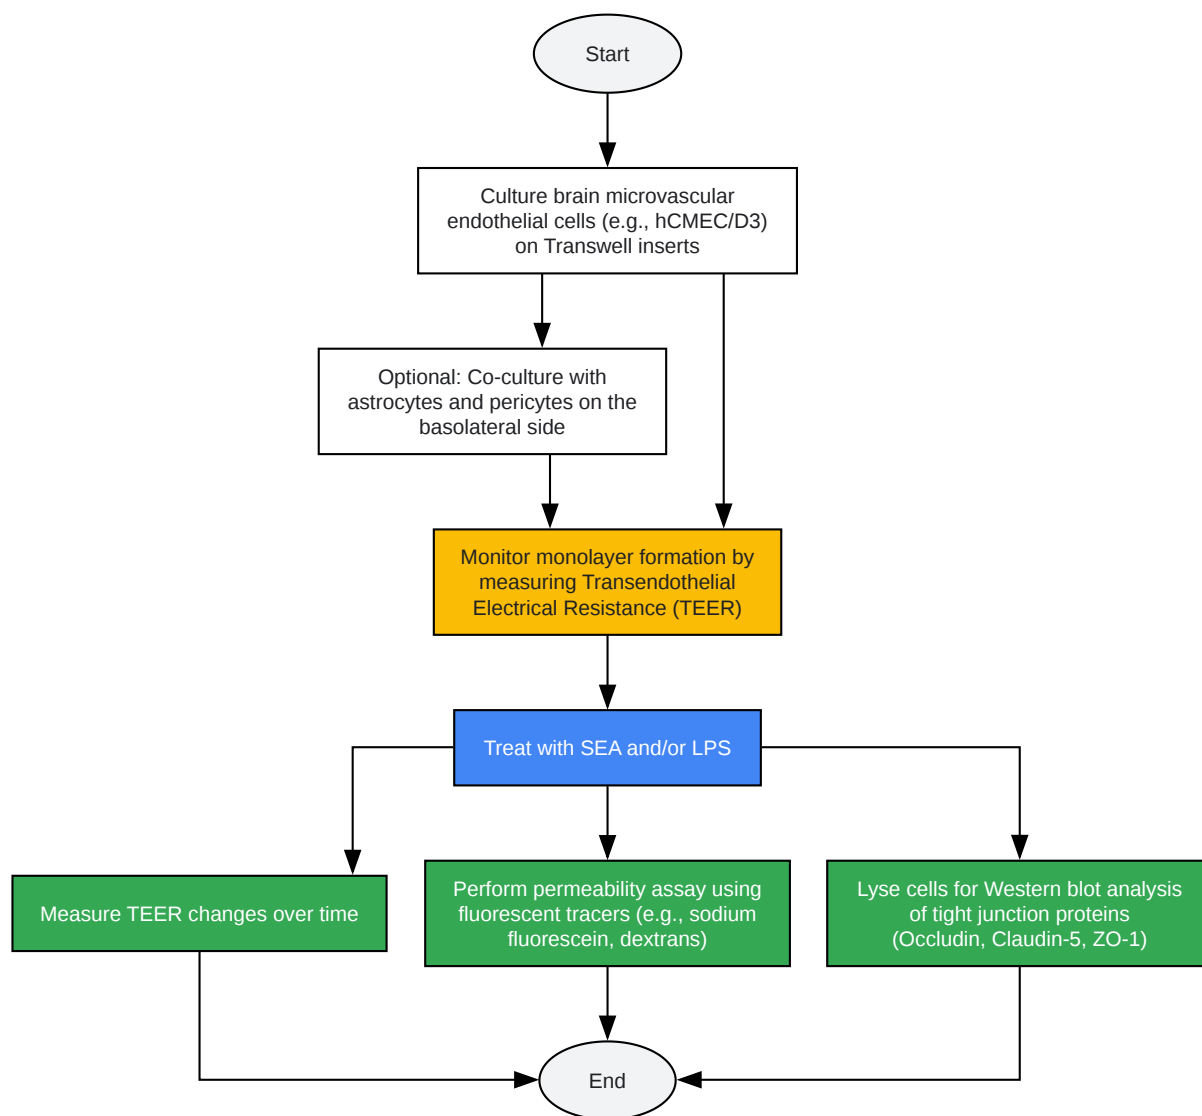 Start
Culture brain microvascular
endothelial cells (e.g., hCMEC/D3)
on Transwell inserts
Optional: Co-culture with
astrocytes and pericytes on the
basolateral side
Monitor monolayer formation by
measuring Transendothelial
Electrical Resistance (TEER)
Treat with SEA and/or LPS
Measure TEER changes over time
Perform permeability assay using
fluorescent tracers (e.g., sodium
fluorescein, dextrans)
Lyse cells for Western blot analysis
of tight junction proteins
(Occludin, Claudin-5, ZO-1)
End